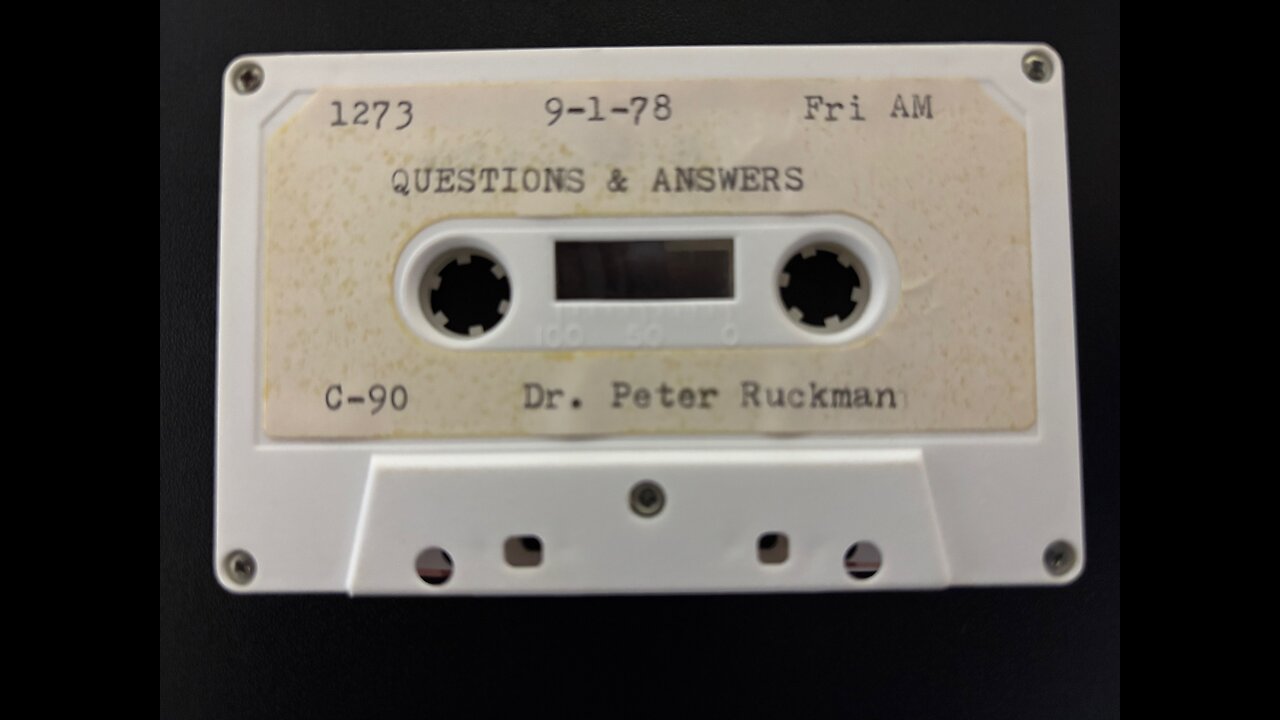 1273 9-1-78 Fri AM
QUESTIONS & ANSWERS
100 50 0
C-90 Dr. Peter Ruckman